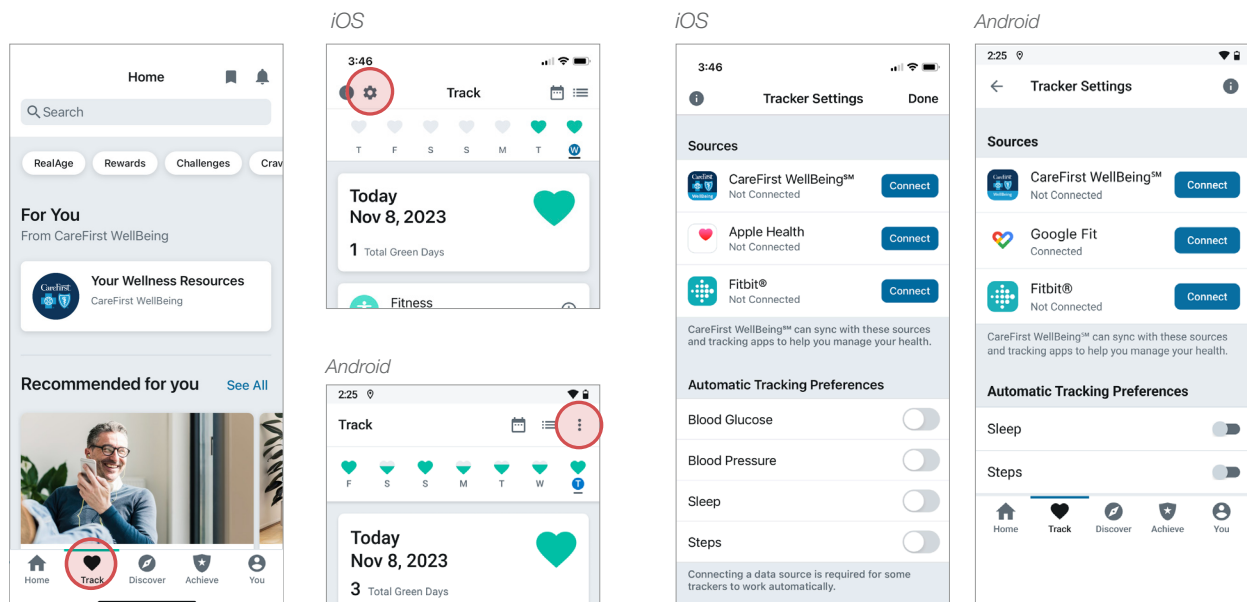 Home
Search
RealAge
Rewards
Challenges
Crav
For You
From CareFirst WellBeing
CareFirst
Your Wellness Resources
CareFirst WellBeing
Recommended for you
See All
Home
Track
Discover
Achieve
You
iOS
3:46
Track
T F S S M T W
Today
Nov 8, 2023
1 Total Green Days
Fitness
Android
2:25
Track
F S S M T W T
Today
Nov 8, 2023
3 Total Green Days
iOS
3:46
Tracker Settings
Done
Sources
CareFirst
WellBeing
CareFirst WellBeing℠
Not Connected
Connect
Apple Health
Not Connected
Connect
Fitbit®
Not Connected
Connect
CareFirst WellBeing℠ can sync with these sources
and tracking apps to help you manage your health.
Automatic Tracking Preferences
Blood Glucose
Blood Pressure
Sleep
Steps
Connecting a data source is required for some
trackers to work automatically.
Android
2:25
Tracker Settings
Sources
CareFirst
WellBeing
CareFirst WellBeing℠
Not Connected
Connect
Google Fit
Connected
Connect
Fitbit®
Not Connected
Connect
CareFirst WellBeing℠ can sync with these sources
and tracking apps to help you manage your health.
Automatic Tracking Preferences
Sleep
Steps
Home
Track
Discover
Achieve
You